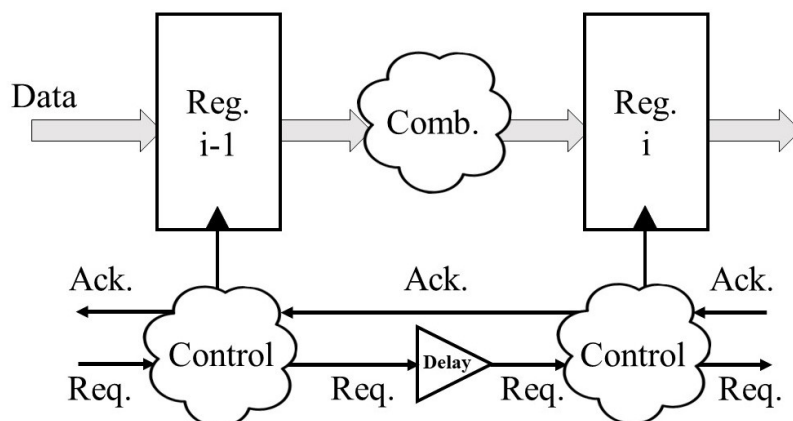 Data
Reg.
i-1
Comb.
Reg.
i
Ack.
Ack.
Ack.
Control
Delay
Control
Req.
Req.
Req.
Req.